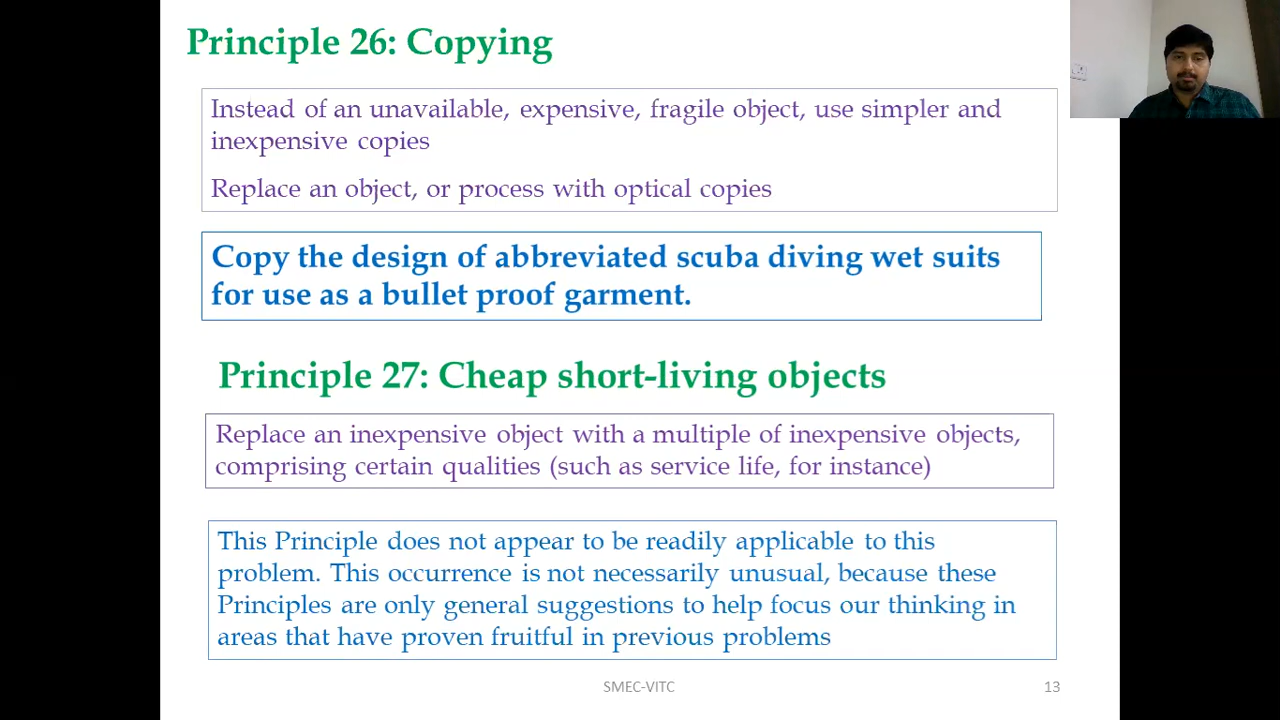 Principle 26: Copying
Instead of an unavailable, expensive, fragile object, use simpler and
inexpensive copies
Replace an object, or process with optical copies
Copy the design of abbreviated scuba diving wet suits
for use as a bullet proof garment.
Principle 27: Cheap short-living objects
Replace an inexpensive object with a multiple of inexpensive objects,
comprising certain qualities (such as service life, for instance)
This Principle does not appear to be readily applicable to this
problem. This occurrence is not necessarily unusual, because these
Principles are only general suggestions to help focus our thinking in
areas that have proven fruitful in previous problems
SMEC-VITC
13